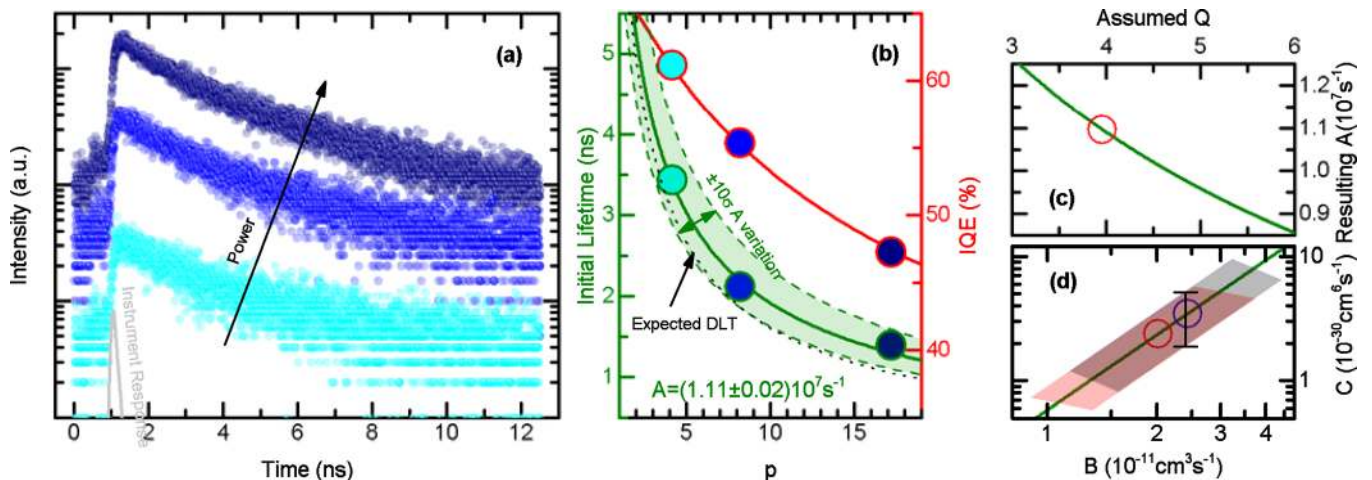 (a)
Intensity (a.u.)
Power
Instrument Response
0 2 4 6 8 10 12
Time (ns)
(b)
Initial Lifetime (ns)
5
4
3
2
1
±10σ A variation
Expected DLT
A=(1.11±0.02)10⁷s⁻¹
5 10 15
p
60
50
40
IQE (%)
Assumed Q
3 4 5 6
(c)
1.2
1.1
1.0
0.9
Resulting A(10⁷s⁻¹)
(d)
10
1
C (10⁻³⁰cm⁶s⁻¹)
1 2 3 4
B (10⁻¹¹cm³s⁻¹)